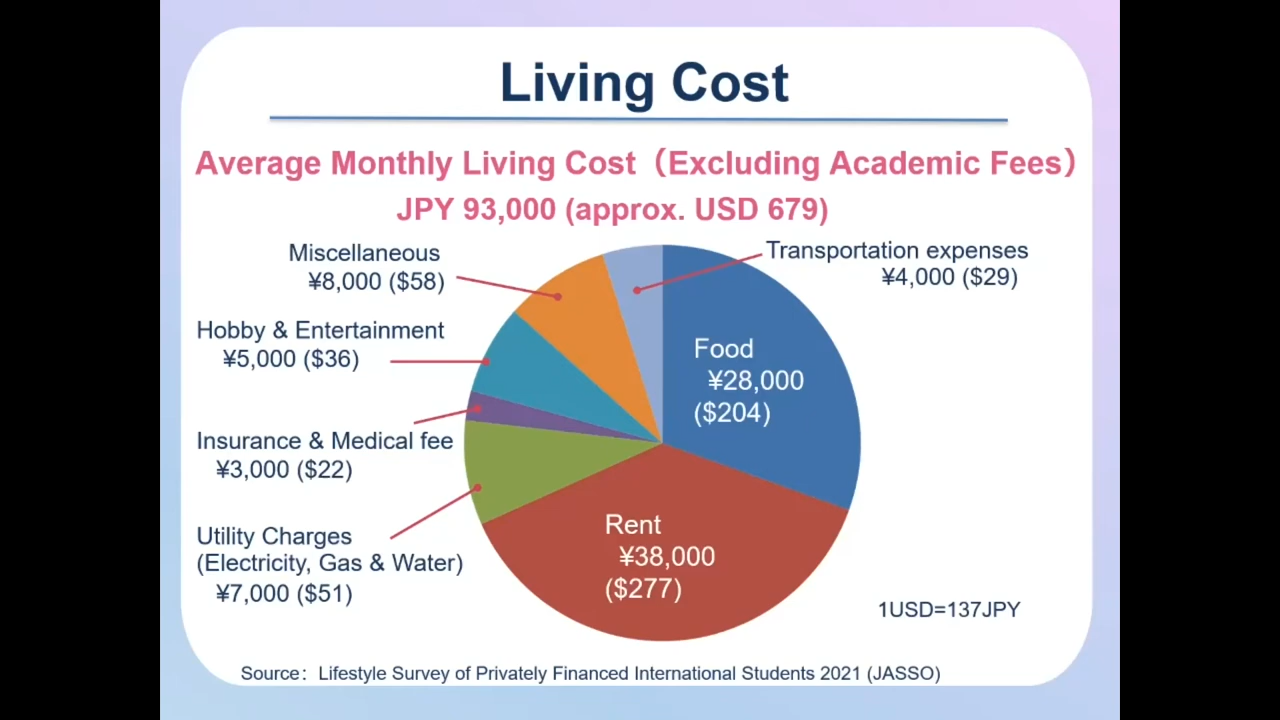 Living Cost
Average Monthly Living Cost（Excluding Academic Fees）
JPY 93,000 (approx. USD 679)
Miscellaneous
¥8,000 ($58)
Transportation expenses
¥4,000 ($29)
Hobby & Entertainment
¥5,000 ($36)
Food
¥28,000
($204)
Insurance & Medical fee
¥3,000 ($22)
Rent
¥38,000
($277)
Utility Charges
(Electricity, Gas & Water)
¥7,000 ($51)
1USD=137JPY
Source：Lifestyle Survey of Privately Financed International Students 2021 (JASSO)